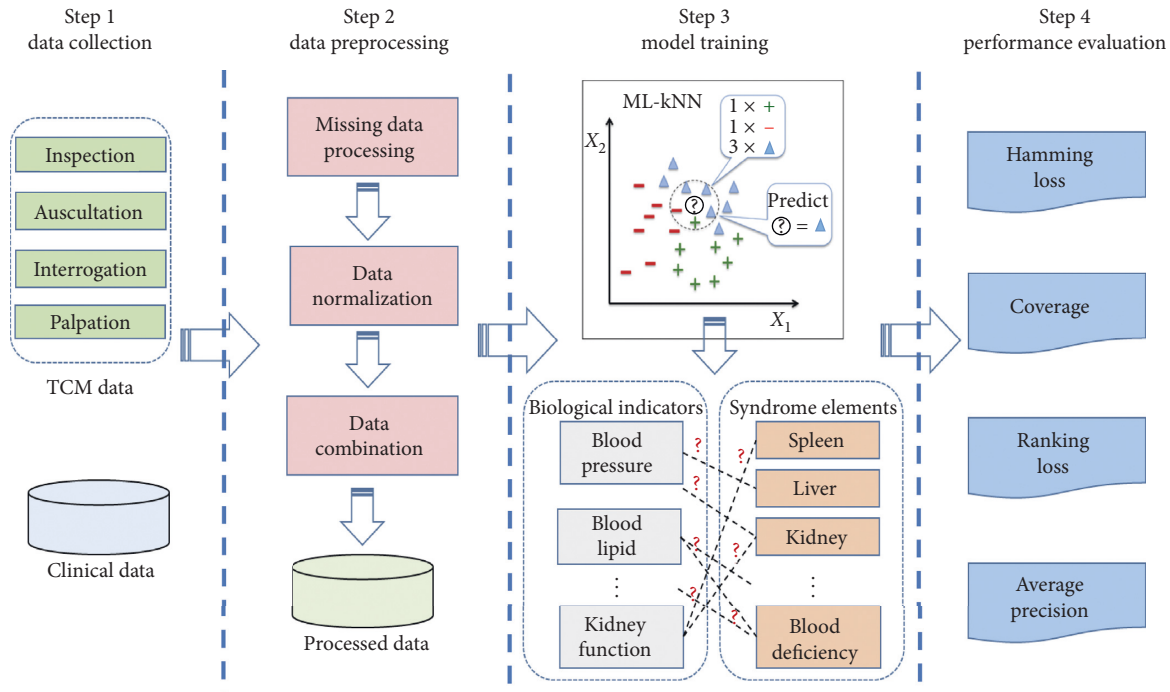 Step 1
data collection
Step 2
data preprocessing
Step 3
model training
Step 4
performance evaluation
Inspection
Auscultation
Interrogation
Palpation
TCM data
Clinical data
Missing data
processing
Data
normalization
Data
combination
Processed data
ML-kNN
X2
X1
1 × +
1 × −
3 ×
?
Predict
? =
Biological indicators
Blood
pressure
Blood
lipid
⋮
Kidney
function
?
?
?
?
?
?
?
Syndrome elements
Spleen
Liver
Kidney
⋮
Blood
deficiency
Hamming
loss
Coverage
Ranking
loss
Average
precision